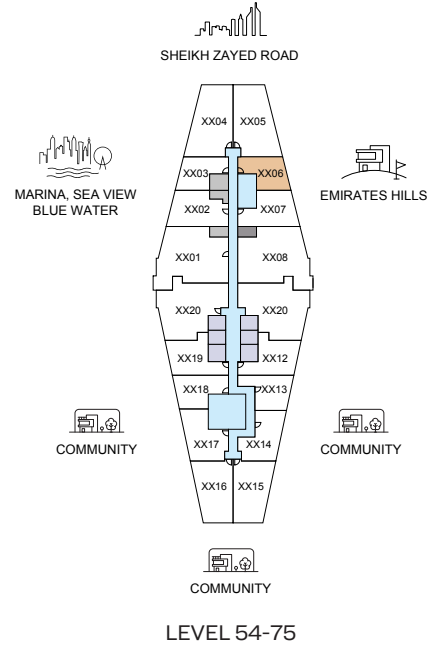 SHEIKH ZAYED ROAD
XX04 XX05
XX03 XX06
MARINA, SEA VIEW
BLUE WATER
EMIRATES HILLS
XX02 XX07
XX01 XX08
XX20 XX20
XX19 XX12
XX18 XX13
COMMUNITY
COMMUNITY
XX17 XX14
XX16 XX15
COMMUNITY
LEVEL 54-75